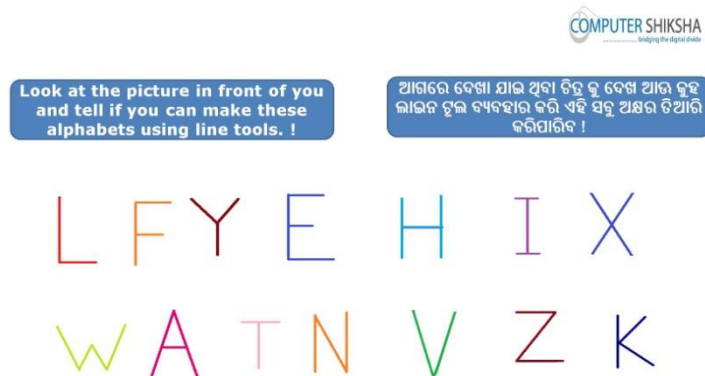 COMPUTER SHIKSHA
bridging the digital divide
Look at the picture in front of you
and tell if you can make these
alphabets using line tools. !
ଆଗରେ ଦେଖା ଯାଇ ଥିବା ଚିତ୍ର କୁ ଦେଖ ଆଉ କୁହ
ଲାଇନ ଟୁଲ ବ୍ୟବହାର କରି ଏହି ସବୁ ଅକ୍ଷର ତିଆରି
କରିପାରିବ !
L F Y E H I X
W A T N V Z K